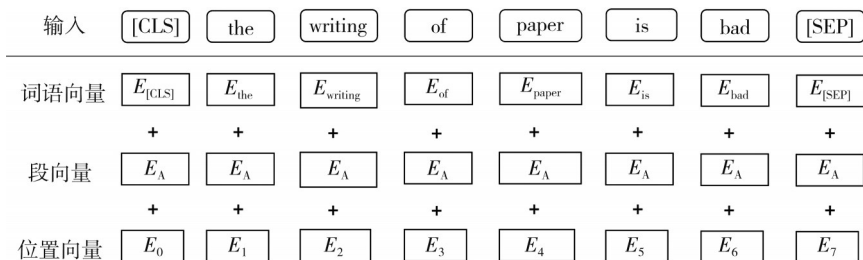 输入 [CLS] the writing of paper is bad [SEP]
词语向量 E[CLS] Ethe Ewriting Eof Epaper Eis Ebad E[SEP]
+ + + + + + + +
段向量 EA EA EA EA EA EA EA EA
+ + + + + + + +
位置向量 E0 E1 E2 E3 E4 E5 E6 E7